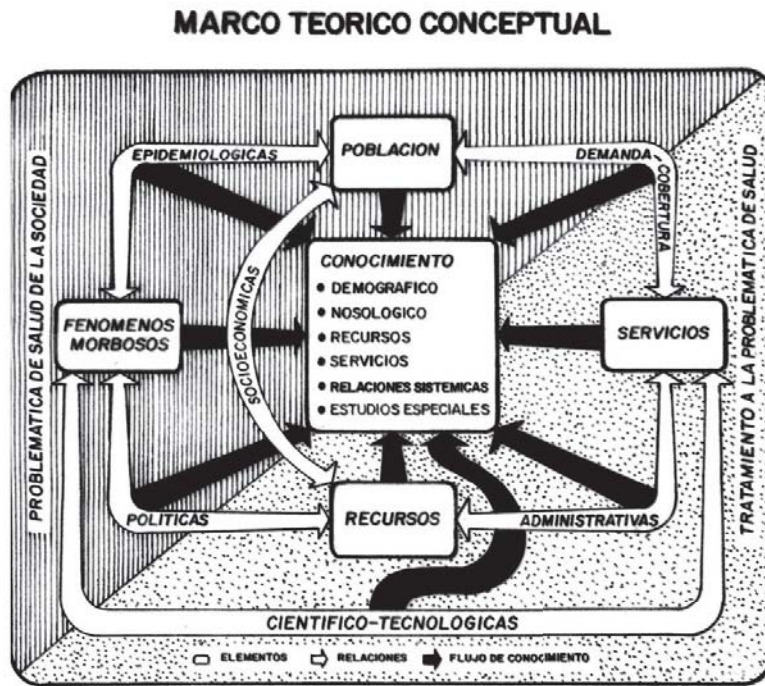 MARCO TEORICO CONCEPTUAL
EPIDEMIOLOGICAS
POBLACION
DEMANDA-COBERTURA
PROBLEMATICA DE SALUD DE LA SOCIEDAD
SOCIOECONOMICAS
CONOCIMIENTO
• DEMOGRAFICO
• NOSOLOGICO
• RECURSOS
• SERVICIOS
• RELACIONES SISTEMICAS
• ESTUDIOS ESPECIALES
FENOMENOS
MORBOSOS
SERVICIOS
TRATAMIENTO A LA PROBLEMATICA DE SALUD
POLITICAS
RECURSOS
ADMINISTRATIVAS
CIENTIFICO-TECNOLOGICAS
ELEMENTOS
RELACIONES
FLUJO DE CONOCIMIENTO